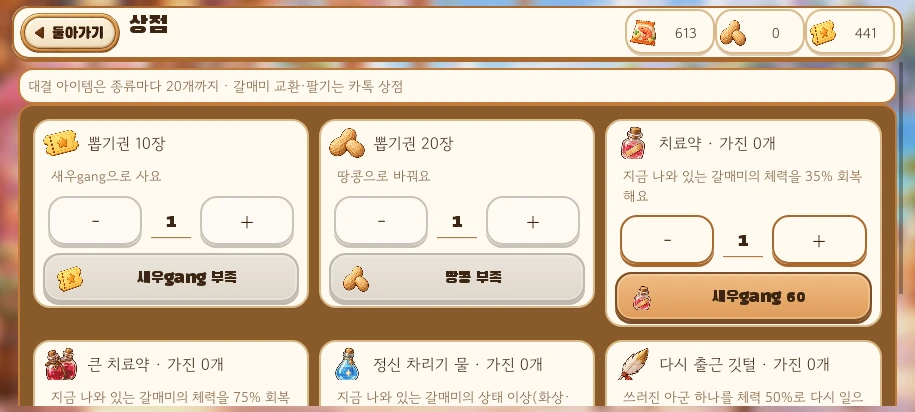 돌아가기
상점
613
0
441
대결 아이템은 종류마다 20개까지 · 갈매미 교환·팔기는 카톡 상점
뽑기권 10장
새우gang으로 사요
-
1
+
새우gang 부족
뽑기권 20장
땅콩으로 바꿔요
-
1
+
땅콩 부족
치료약 · 가진 0개
지금 나와 있는 갈매미의 체력을 35% 회복
해요
-
1
+
새우gang 60
큰 치료약 · 가진 0개
지금 나와 있는 갈매미의 체력을 75% 회복
정신 차리기 물 · 가진 0개
지금 나와 있는 갈매미의 상태 이상(화상·
다시 출근 깃털 · 가진 0개
쓰러진 아군 하나를 체력 50%로 다시 일으